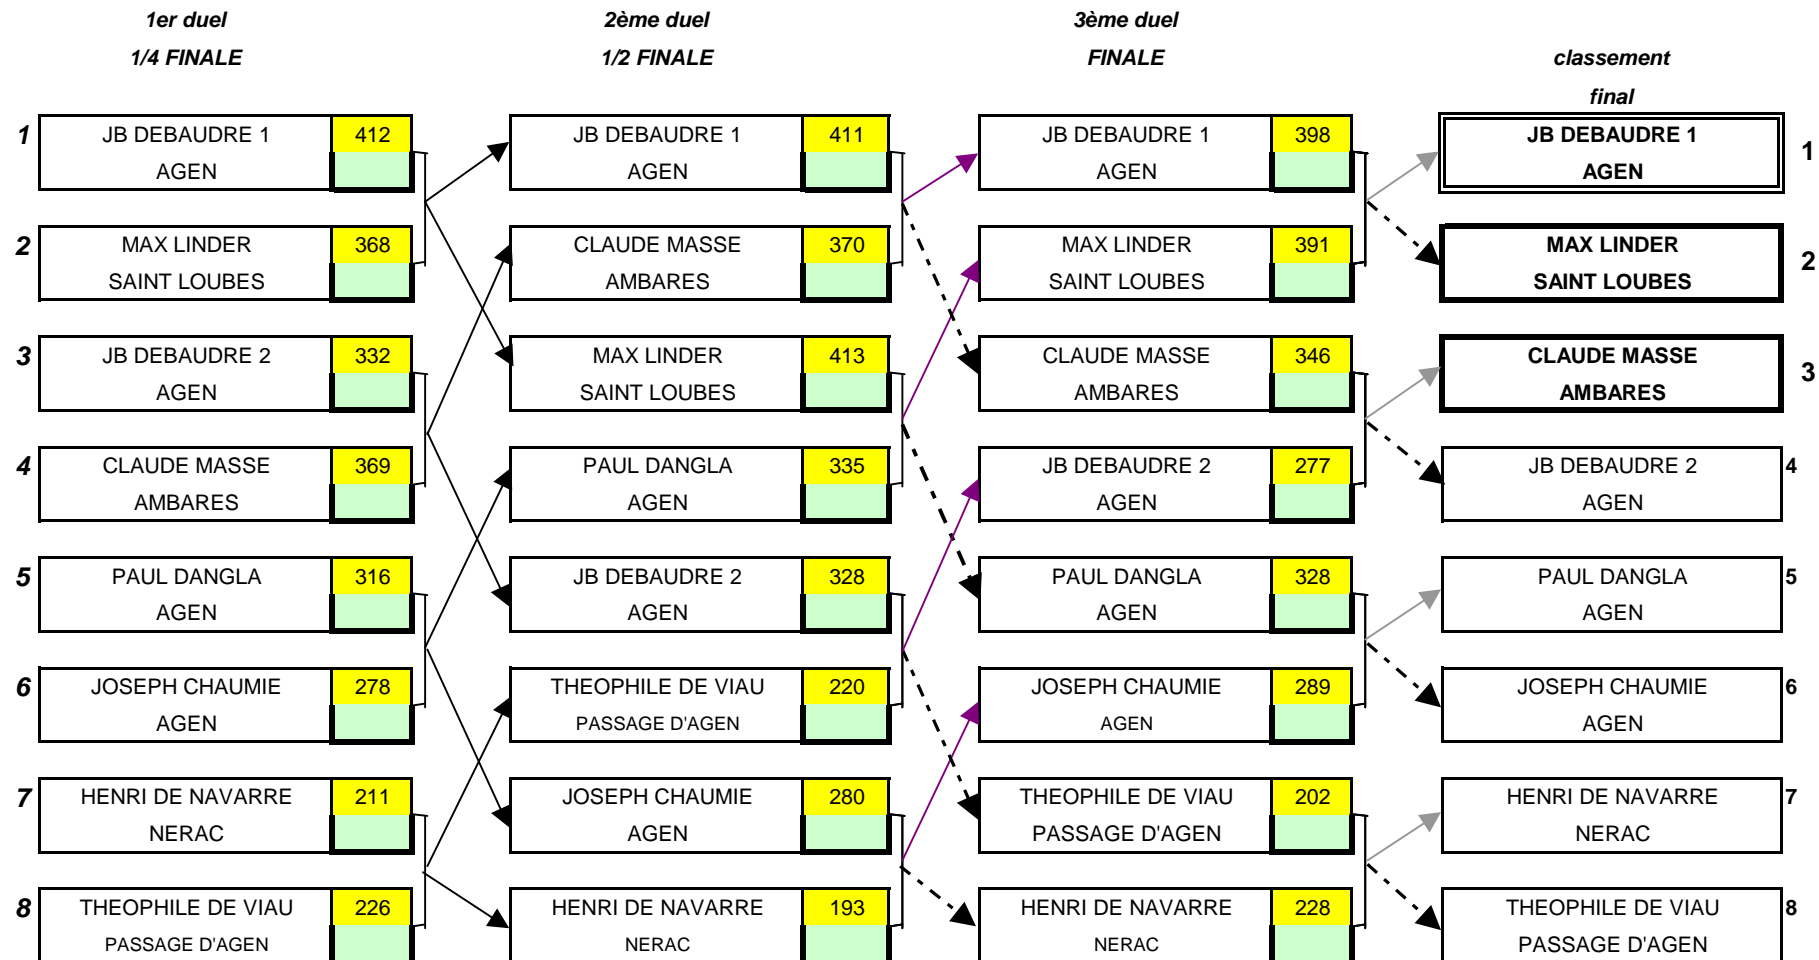 1er duel
2ème duel
3ème duel
1/4 FINALE
1/2 FINALE
FINALE
classement
final
1 JB DEBAUDRE 1 412 JB DEBAUDRE 1 411 JB DEBAUDRE 1 398 JB DEBAUDRE 1 1
AGEN AGEN AGEN AGEN
2 MAX LINDER 368 CLAUDE MASSE 370 MAX LINDER 391 MAX LINDER 2
SAINT LOUBES AMBARES SAINT LOUBES SAINT LOUBES
3 JB DEBAUDRE 2 332 MAX LINDER 413 CLAUDE MASSE 346 CLAUDE MASSE 3
AGEN SAINT LOUBES AMBARES AMBARES
4 CLAUDE MASSE 369 PAUL DANGLA 335 JB DEBAUDRE 2 277 JB DEBAUDRE 2 4
AMBARES AGEN AGEN AGEN
5 PAUL DANGLA 316 JB DEBAUDRE 2 328 PAUL DANGLA 328 PAUL DANGLA 5
AGEN AGEN AGEN AGEN
6 JOSEPH CHAUMIE 278 THEOPHILE DE VIAU 220 JOSEPH CHAUMIE 289 JOSEPH CHAUMIE 6
AGEN PASSAGE D'AGEN AGEN AGEN
7 HENRI DE NAVARRE 211 JOSEPH CHAUMIE 280 THEOPHILE DE VIAU 202 HENRI DE NAVARRE 7
NERAC AGEN PASSAGE D'AGEN NERAC
8 THEOPHILE DE VIAU 226 HENRI DE NAVARRE 193 HENRI DE NAVARRE 228 THEOPHILE DE VIAU 8
PASSAGE D'AGEN NERAC NERAC PASSAGE D'AGEN